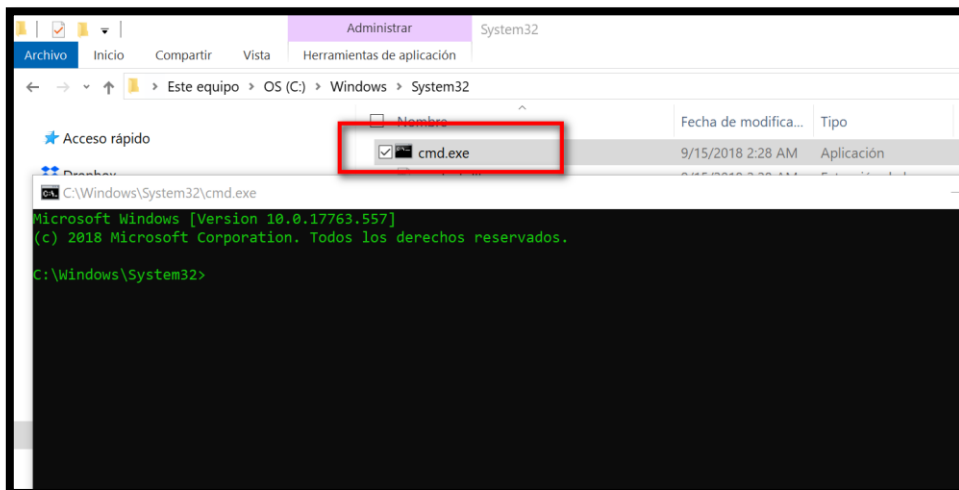 Administrar
System32
Archivo Inicio Compartir Vista Herramientas de aplicación
Este equipo > OS (C:) > Windows > System32
Nombre Fecha de modifica... Tipo
Acceso rápido
cmd.exe 9/15/2018 2:28 AM Aplicación
Dropbox
C:\Windows\System32\cmd.exe
Microsoft Windows [Version 10.0.17763.557]
(c) 2018 Microsoft Corporation. Todos los derechos reservados.
C:\Windows\System32>